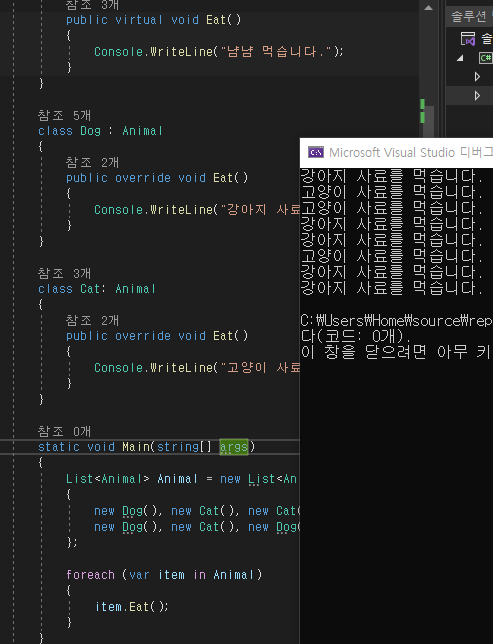 참조 3개
public virtual void Eat()
{
Console.WriteLine("냠냠 먹습니다.");
}
}
참조 5개
class Dog : Animal
{
참조 2개
public override void Eat()
{
Console.WriteLine("강아지 사료
}
}
참조 3개
class Cat: Animal
{
참조 2개
public override void Eat()
{
Console.WriteLine("고양이 사료
}
}
참조 0개
static void Main(string[] args)
{
List<Animal> Animal = new List<An
{
new Dog(), new Cat(), new Cat(
new Dog(), new Cat(), new Dog(
};
foreach (var item in Animal)
{
item.Eat();
}
}
솔루션
솔
C#
Microsoft Visual Studio 디버그
강아지 사료를 먹습니다.
고양이 사료를 먹습니다.
고양이 사료를 먹습니다.
강아지 사료를 먹습니다.
강아지 사료를 먹습니다.
고양이 사료를 먹습니다.
강아지 사료를 먹습니다.
강아지 사료를 먹습니다.
C:₩Users₩Home₩source₩rep
다(코드: 0개).
이 창을 닫으려면 아무 키